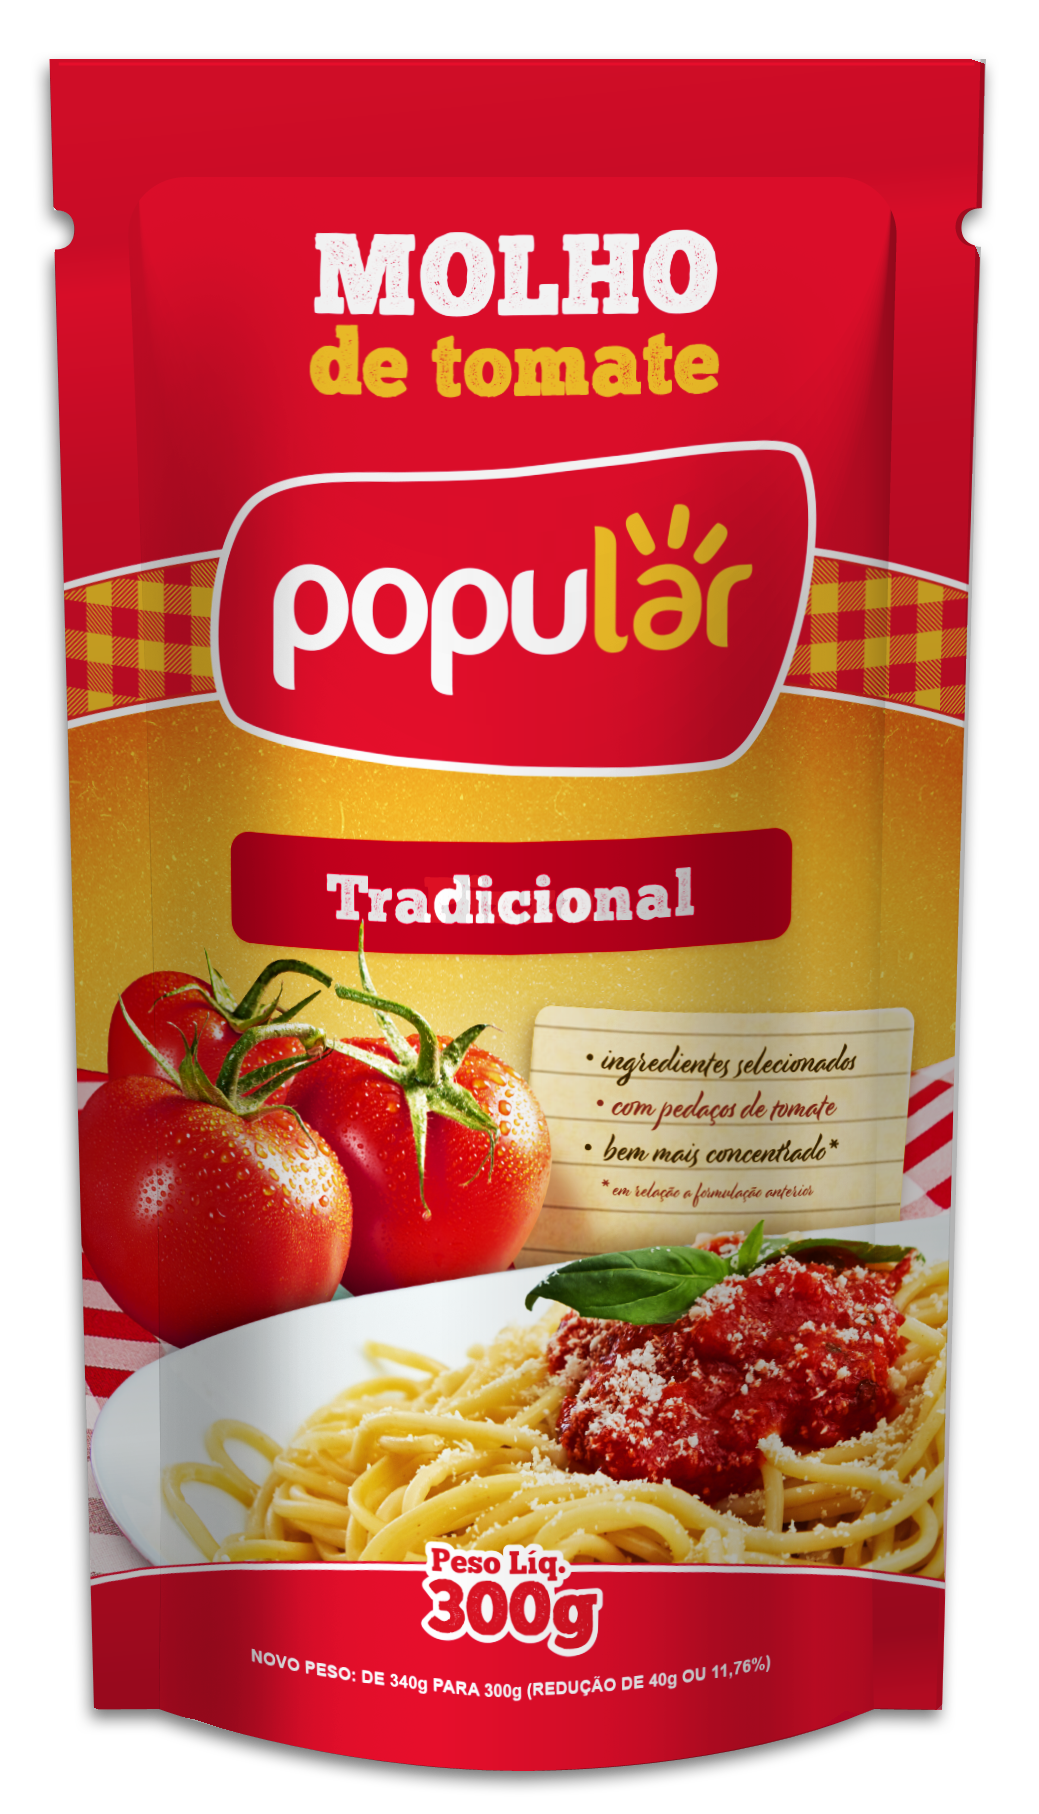 MOLHO
de tomate
popular
Tradicional
• ingredientes selecionados
• com pedaços de tomate
• bem mais concentrado*
*em relação a formulação anterior
Peso Líq.
300g
NOVO PESO: DE 340g PARA 300g (REDUÇÃO DE 40g OU 11,76%)